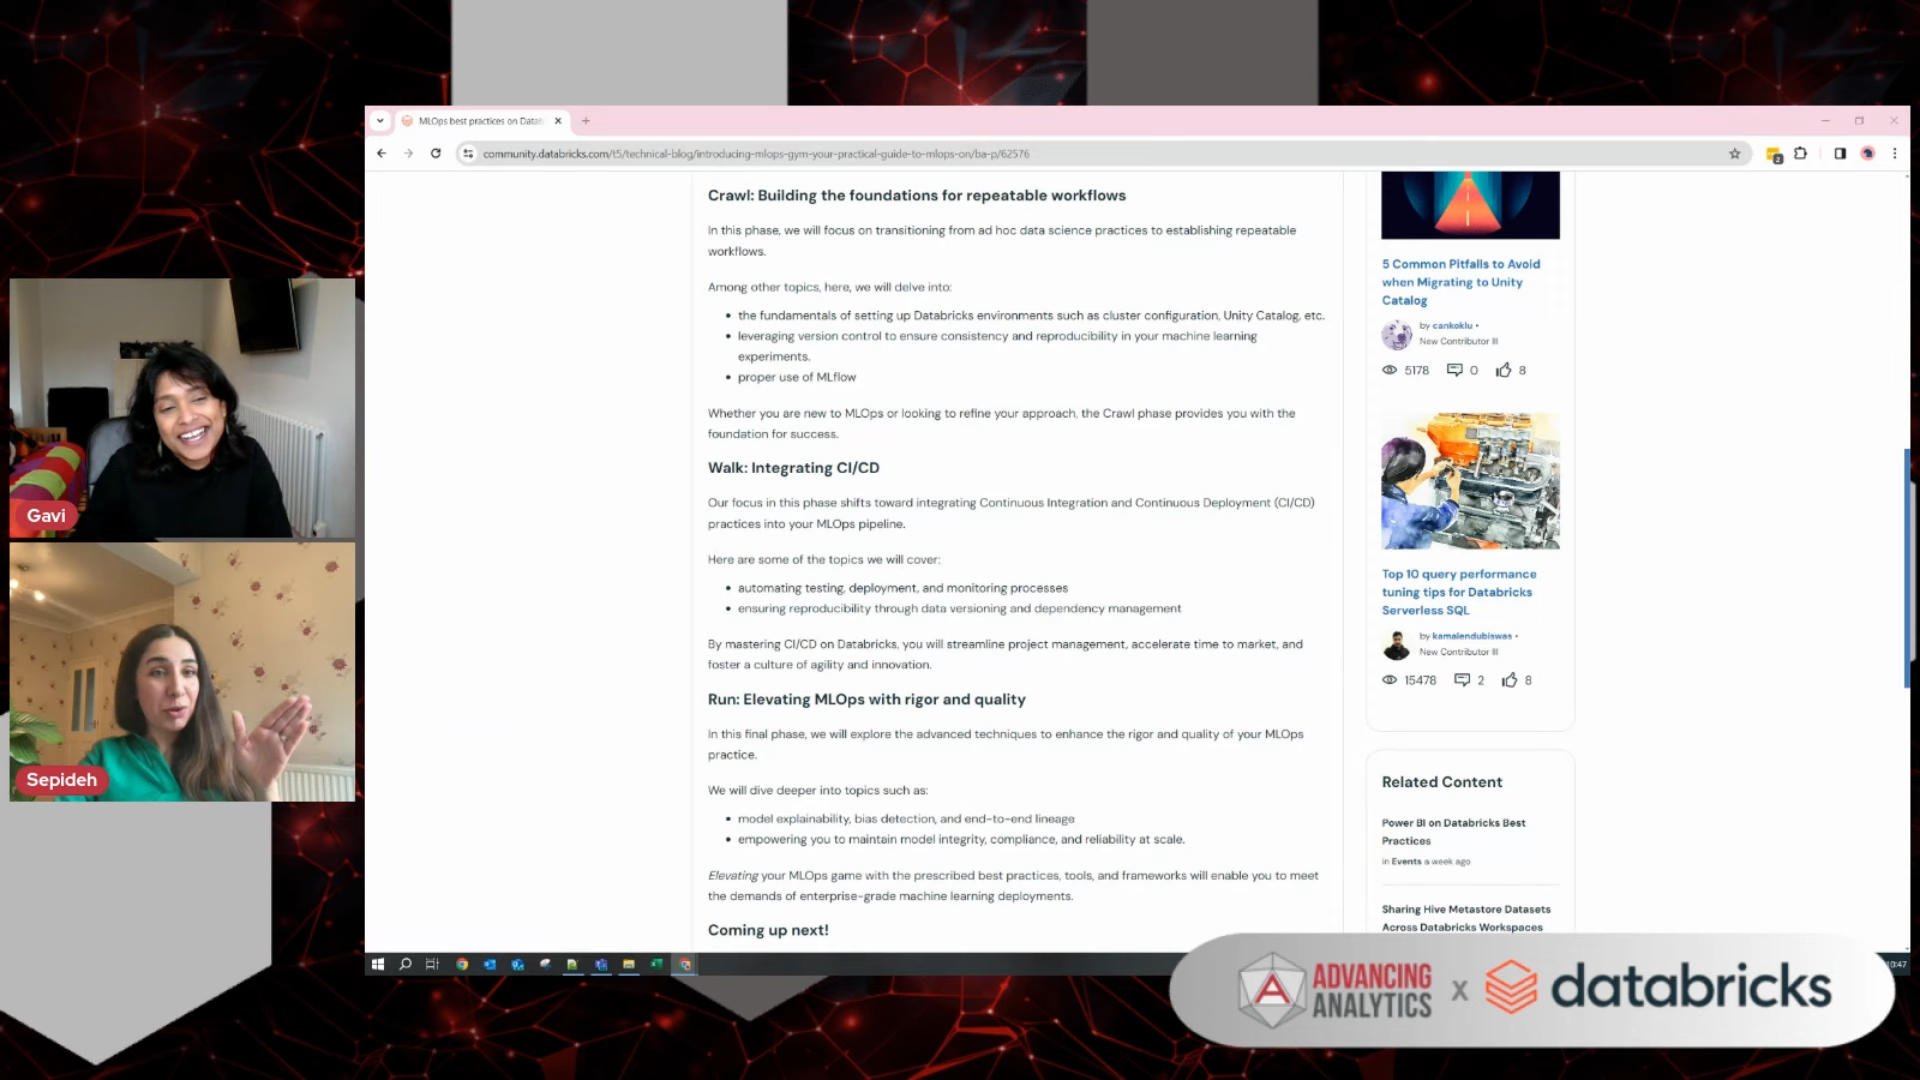 MLOps best practices on Datab
community.databricks.com/t5/technical-blog/introducing-mlops-gym-your-practical-guide-to-mlops-on/ba-p/62576
Crawl: Building the foundations for repeatable workflows
In this phase, we will focus on transitioning from ad hoc data science practices to establishing repeatable
workflows.
Among other topics, here, we will delve into:
• the fundamentals of setting up Databricks environments such as cluster configuration, Unity Catalog, etc.
• leveraging version control to ensure consistency and reproducibility in your machine learning
experiments.
• proper use of MLflow
Whether you are new to MLOps or looking to refine your approach, the Crawl phase provides you with the
foundation for success.
Walk: Integrating CI/CD
Our focus in this phase shifts toward integrating Continuous Integration and Continuous Deployment (CI/CD)
practices into your MLOps pipeline.
Here are some of the topics we will cover:
• automating testing, deployment, and monitoring processes
• ensuring reproducibility through data versioning and dependency management
By mastering CI/CD on Databricks, you will streamline project management, accelerate time to market, and
foster a culture of agility and innovation.
Run: Elevating MLOps with rigor and quality
In this final phase, we will explore the advanced techniques to enhance the rigor and quality of your MLOps
practice.
We will dive deeper into topics such as:
• model explainability, bias detection, and end-to-end lineage
• empowering you to maintain model integrity, compliance, and reliability at scale.
Elevating your MLOps game with the prescribed best practices, tools, and frameworks will enable you to meet
the demands of enterprise-grade machine learning deployments.
Coming up next!
5 Common Pitfalls to Avoid
when Migrating to Unity
Catalog
by cankoklu •
New Contributor III
5178 0 8
Top 10 query performance
tuning tips for Databricks
Serverless SQL
by kamalendubiswas •
New Contributor III
15478 2 8
Related Content
Power BI on Databricks Best
Practices
in Events a week ago
Sharing Hive Metastore Datasets
Across Databricks Workspaces
Gavi
Sepideh
ADVANCING
ANALYTICS
x
databricks